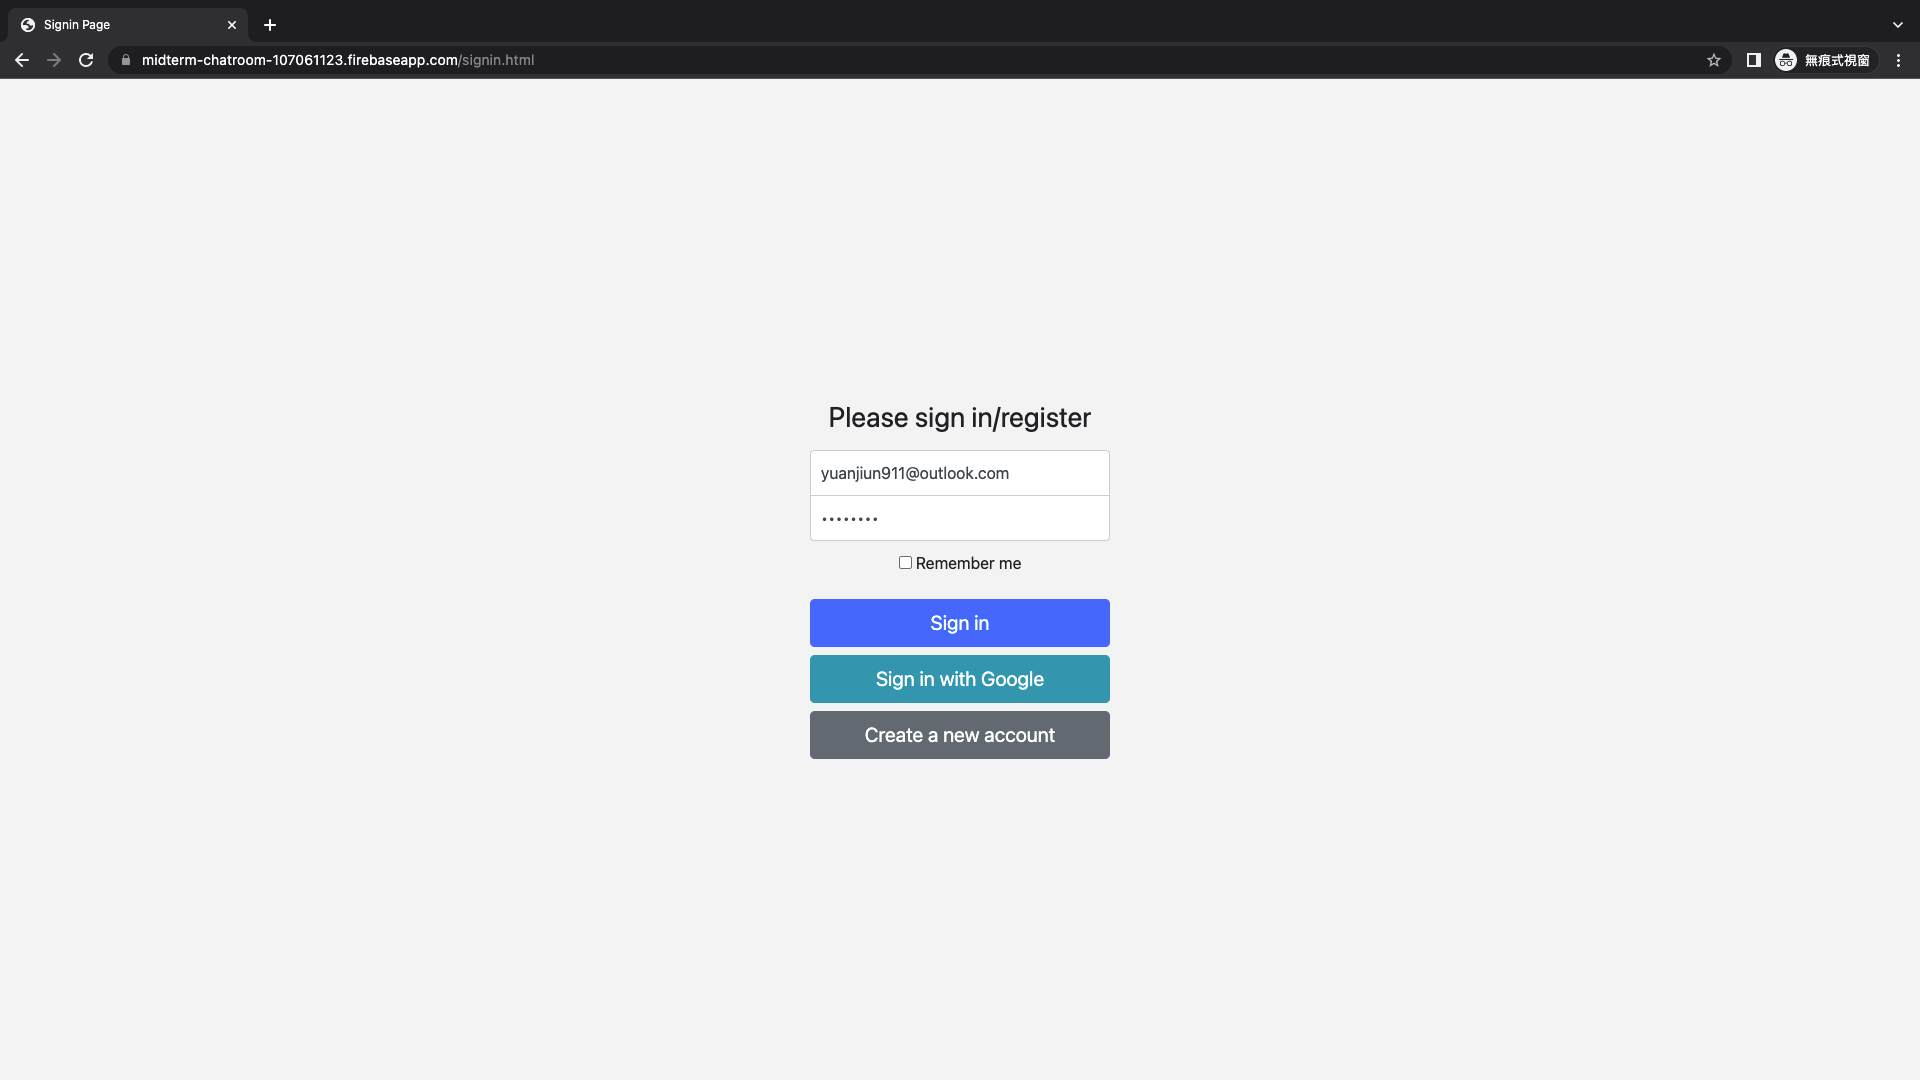 Signin Page
midterm-chatroom-107061123.firebaseapp.com/signin.html
無痕式視窗
Please sign in/register
yuanjiun911@outlook.com
••••••••
Remember me
Sign in
Sign in with Google
Create a new account